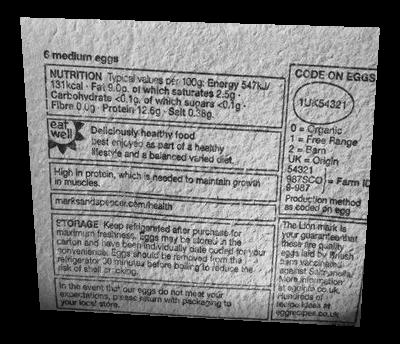 6 medium eggs
NUTRITION Typical values per 100g: Energy 547kJ/
131kcal · Fat 9.0g, of which saturates 2.5g ·
Carbohydrate <0.1g, of which sugars <0.1g ·
Fibre 0.0g · Protein 12.6g · Salt 0.38g.
eat
well
Deliciously healthy food
best enjoyed as part of a healthy
lifestyle and a balanced varied diet.
High in protein, which is needed to maintain growth
in muscles.
marksandspencer.com/health
STORAGE Keep refrigerated after purchase for
maximum freshness. Eggs may be stored in the
carton and have been individually date coded for your
convenience. Eggs should be removed from the
refrigerator 30 minutes before boiling to reduce the
risk of shell cracking.
In the event that our eggs do not meet your
expectations, please return with packaging to
your local store.
CODE ON EGGS
1UK54321
0 = Organic
1 = Free Range
2 = Barn
UK = Origin
54321
987SCO = Farm ID
9-987
Production method
as coded on egg
The Lion mark is
your guarantee that
these are quality
eggs laid by British
hens vaccinated
against Salmonella.
More information
at egginfo.co.uk
Hundreds of
recipe ideas at
eggrecipes.co.uk